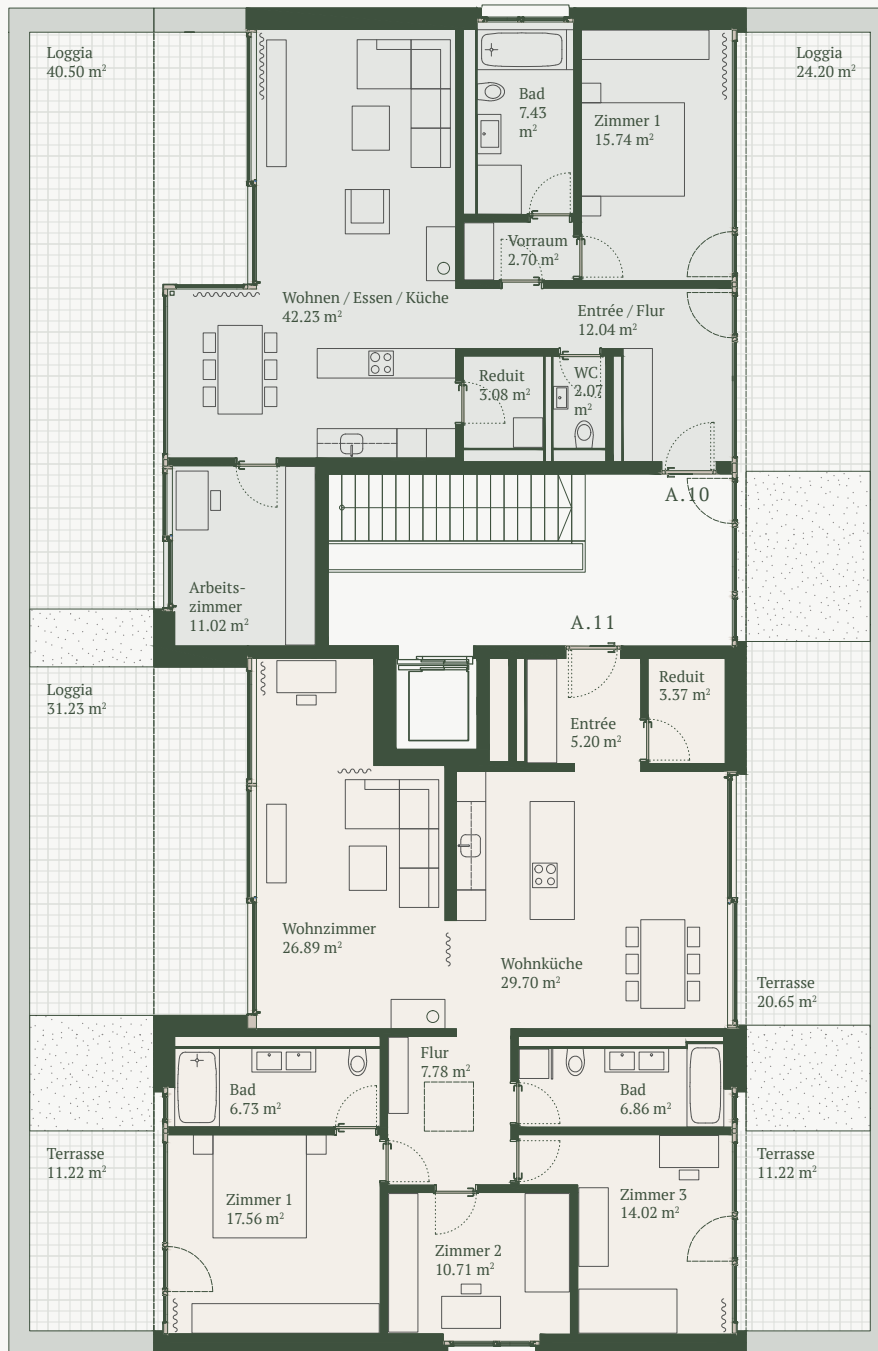 Loggia
40.50 m²
Loggia
24.20 m²
Bad
7.43
m²
Zimmer 1
15.74 m²
Vorraum
2.70 m²
Wohnen / Essen / Küche
42.23 m²
Entrée / Flur
12.04 m²
Reduit
3.08 m²
WC
2.07
m²
A.10
Arbeits-
zimmer
11.02 m²
A.11
Loggia
31.23 m²
Reduit
3.37 m²
Entrée
5.20 m²
Wohnzimmer
26.89 m²
Wohnküche
29.70 m²
Terrasse
20.65 m²
Flur
7.78 m²
Bad
6.73 m²
Bad
6.86 m²
Terrasse
11.22 m²
Terrasse
11.22 m²
Zimmer 1
17.56 m²
Zimmer 3
14.02 m²
Zimmer 2
10.71 m²